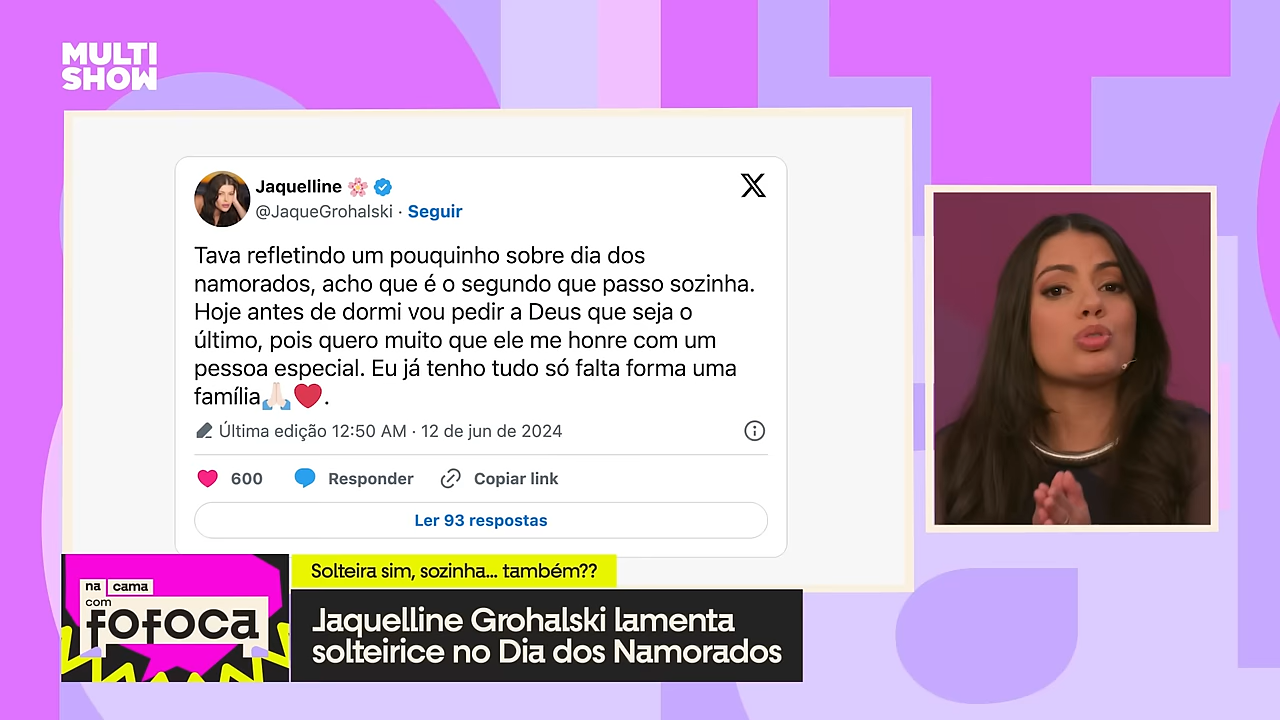 MULTI
SHOW
Jaquelline 🌸
@JaqueGrohalski · Seguir
Tava refletindo um pouquinho sobre dia dos
namorados, acho que é o segundo que passo sozinha.
Hoje antes de dormi vou pedir a Deus que seja o
último, pois quero muito que ele me honre com um
pessoa especial. Eu já tenho tudo só falta forma uma
família🙏🏻❤️.
Última edição 12:50 AM · 12 de jun de 2024
600 Responder Copiar link
Ler 93 respostas
na cama
com
fofoca
Solteira sim, sozinha... também??
Jaquelline Grohalski lamenta
solteirice no Dia dos Namorados